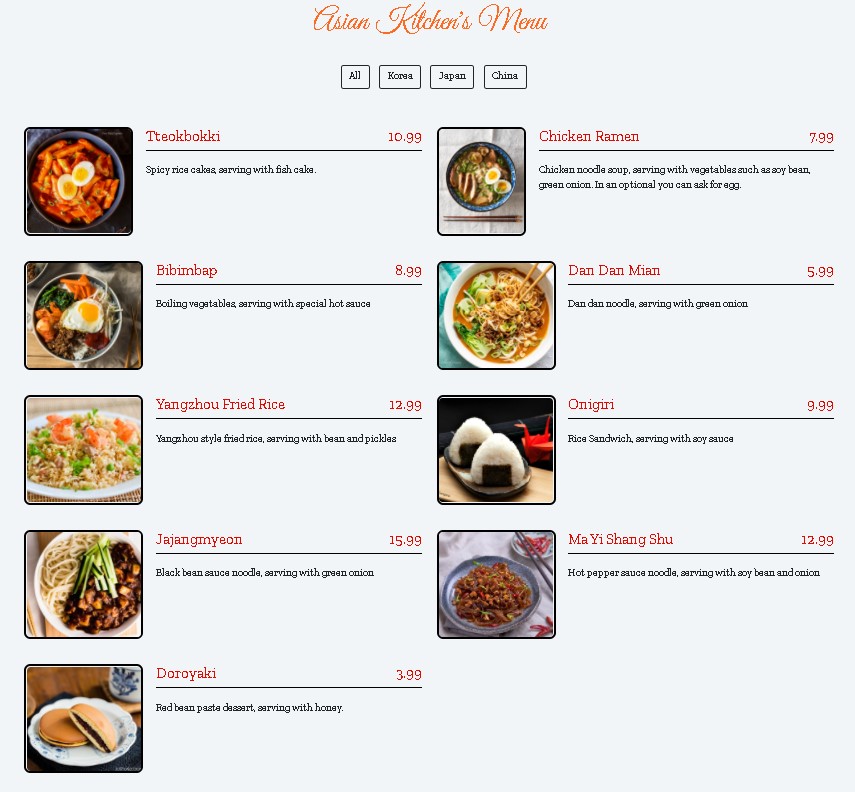 Asian Kitchen's Menu
All Korea Japan China
Tteokbokki 10.99
Spicy rice cakes, serving with fish cake.
Chicken Ramen 7.99
Chicken noodle soup, serving with vegetables such as soy bean,
green onion. In an optional you can ask for egg.
Bibimbap 8.99
Boiling vegetables, serving with special hot sauce
Dan Dan Mian 5.99
Dan dan noodle, serving with green onion
Yangzhou Fried Rice 12.99
Yangzhou style fried rice, serving with bean and pickles
Onigiri 9.99
Rice Sandwich, serving with soy sauce
Jajangmyeon 15.99
Black bean sauce noodle, serving with green onion
Ma Yi Shang Shu 12.99
Hot pepper sauce noodle, serving with soy bean and onion
Doroyaki 3.99
Red bean paste dessert, serving with honey.